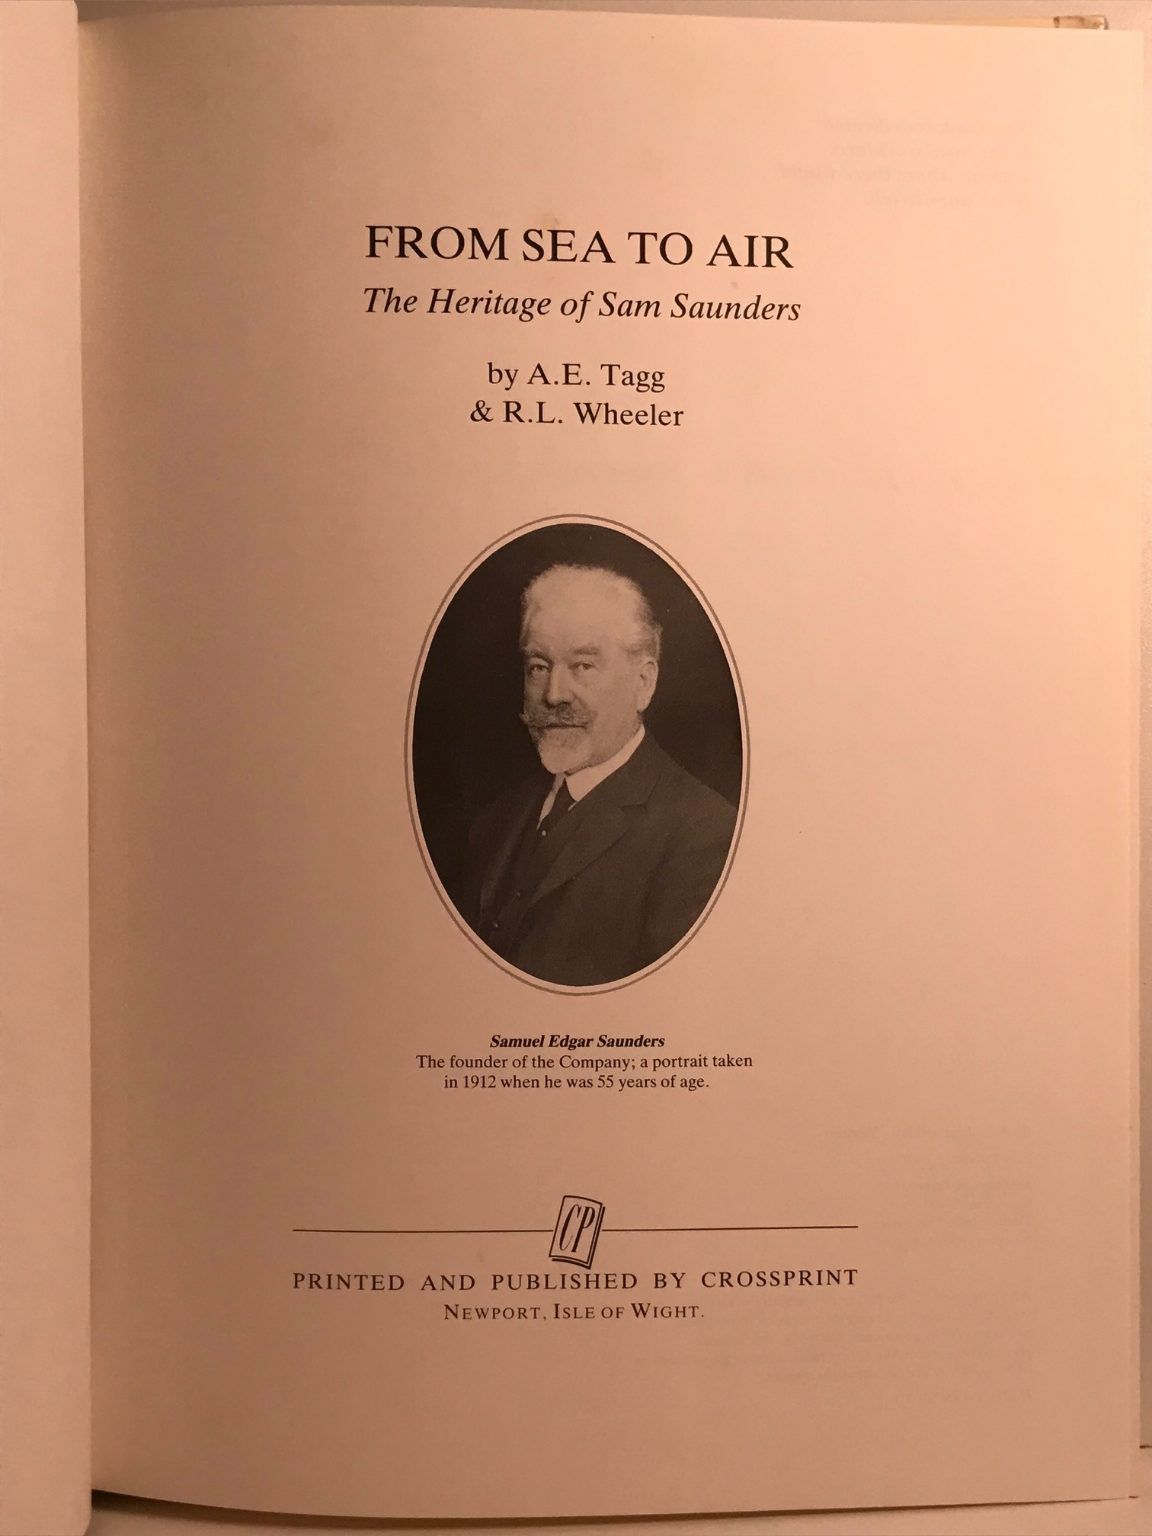 FROM SEA TO AIR
The Heritage of Sam Saunders
by A.E. Tagg
& R.L. Wheeler
Samuel Edgar Saunders
The founder of the Company; a portrait taken
in 1912 when he was 55 years of age.
CP
PRINTED AND PUBLISHED BY CROSSPRINT
NEWPORT, ISLE OF WIGHT.